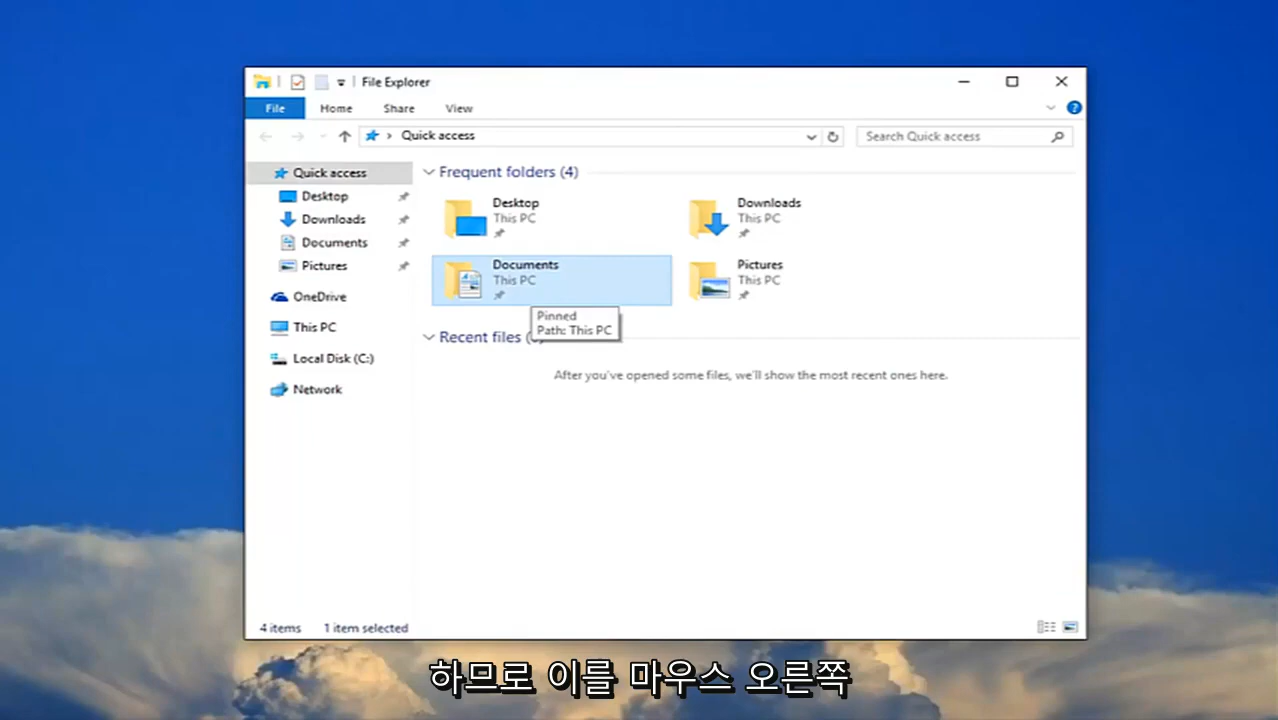 File Explorer
File Home Share View
Quick access
Search Quick access
Quick access
Desktop
Downloads
Documents
Pictures
OneDrive
This PC
Local Disk (C:)
Network
Frequent folders (4)
Desktop
This PC
Downloads
This PC
Documents
This PC
Pictures
This PC
Pinned
Path: This PC
Recent files
After you've opened some files, we'll show the most recent ones here.
4 items 1 item selected
하므로 이를 마우스 오른쪽